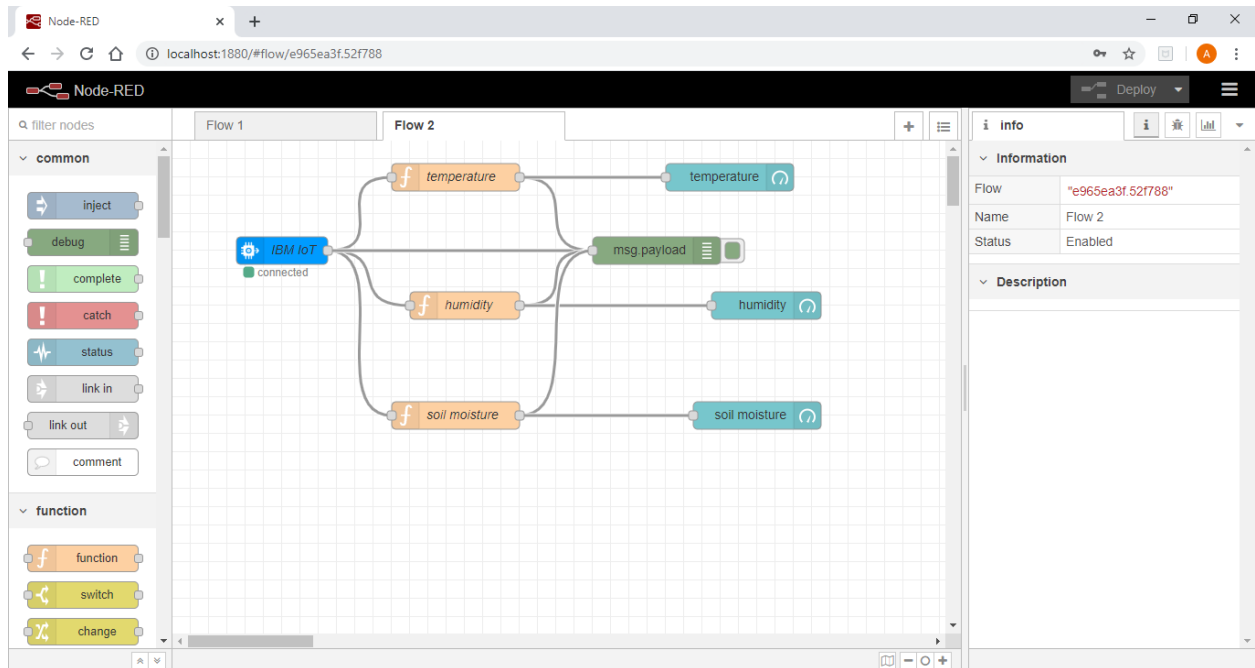 Node-RED
localhost:1880/#flow/e965ea3f.52f788
A
Node-RED
Deploy
filter nodes
Flow 1
Flow 2
info
i
common
inject
debug
complete
catch
status
link in
link out
comment
function
function
switch
change
temperature
temperature
IBM IoT
connected
msg.payload
humidity
humidity
soil moisture
soil moisture
Information
Flow "e965ea3f.52f788"
Name Flow 2
Status Enabled
Description